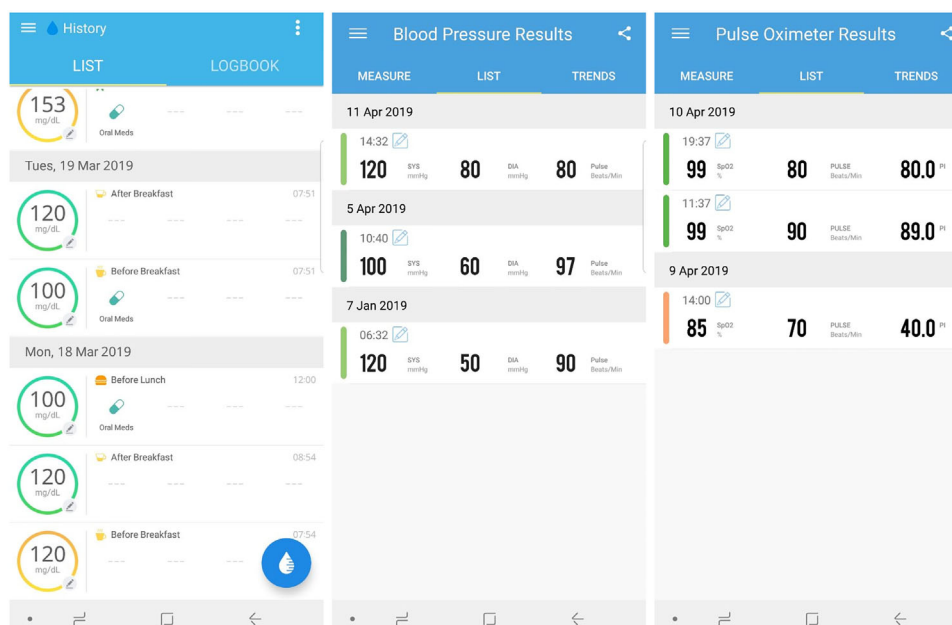 History
LIST LOGBOOK
153
mg/dL
Oral Meds
Tues, 19 Mar 2019
After Breakfast 07:51
120
mg/dL
Before Breakfast 07:51
100
mg/dL
Oral Meds
Mon, 18 Mar 2019
Before Lunch 12:00
100
mg/dL
Oral Meds
After Breakfast 08:54
120
mg/dL
Before Breakfast 07:54
120
mg/dL
Blood Pressure Results
MEASURE LIST TRENDS
11 Apr 2019
14:32
120 SYS mmHg 80 DIA mmHg 80 Pulse Beats/Min
5 Apr 2019
10:40
100 SYS mmHg 60 DIA mmHg 97 Pulse Beats/Min
7 Jan 2019
06:32
120 SYS mmHg 50 DIA mmHg 90 Pulse Beats/Min
Pulse Oximeter Results
MEASURE LIST TRENDS
10 Apr 2019
19:37
99 SpO2 % 80 PULSE Beats/Min 80.0 PI
11:37
99 SpO2 % 90 PULSE Beats/Min 89.0 PI
9 Apr 2019
14:00
85 SpO2 % 70 PULSE Beats/Min 40.0 PI